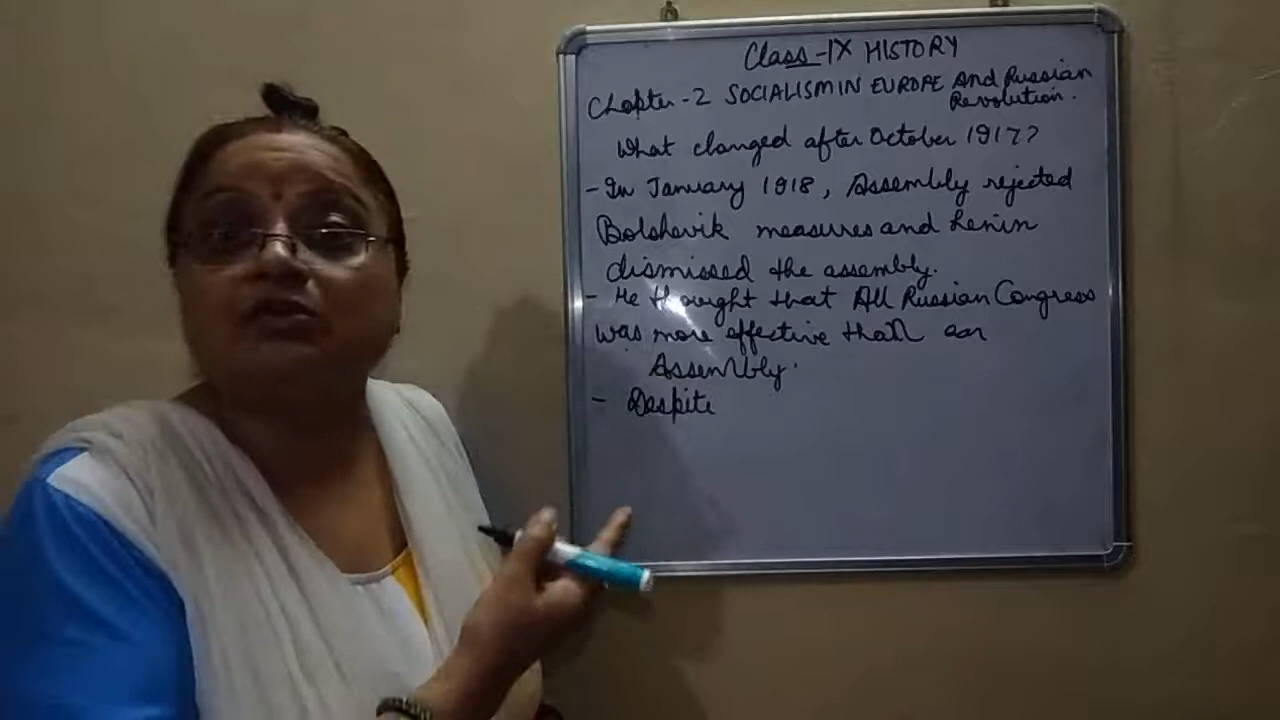 Class-IX HISTORY
Chapter-2 SOCIALISM IN EUROPE And Russian
Revolution.
What changed after October 1917?
- In January 1918, Assembly rejected
Bolshevik measures and Lenin
dismissed the assembly.
- He thought that All Russian Congress
was more effective than an
Assembly.
- Despite